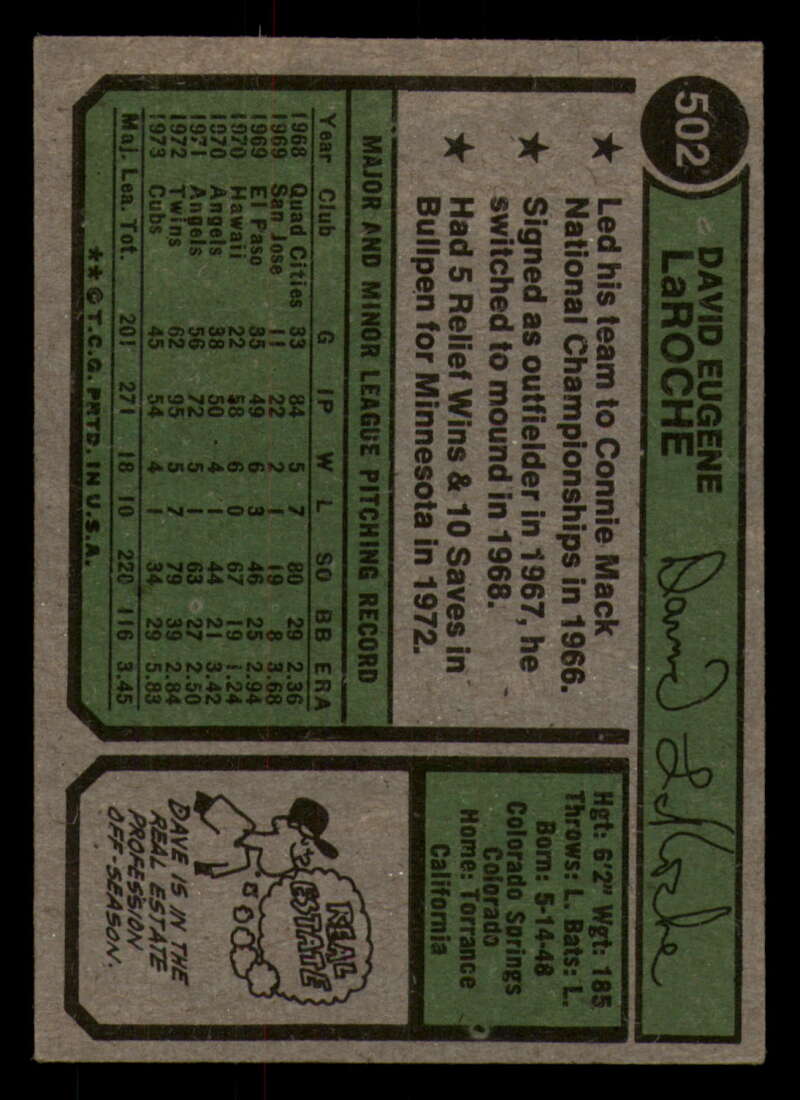 502
DAVID EUGENE
LaROCHE
David LaRoche
★ Led his team to Connie Mack
National Championships in 1966.
★ Signed as outfielder in 1967, he
switched to mound in 1968.
★ Had 5 Relief Wins & 10 Saves in
Bullpen for Minnesota in 1972.
Hgt: 6'2" Wgt: 185
Throws: L. Bats: L.
Born: 5-14-48
Colorado Springs
Colorado
Home: Torrance
California
MAJOR AND MINOR LEAGUE PITCHING RECORD
Year Club G IP W L SO BB ERA
1968 Quad Cities 33 84 5 7 80 29 2.36
1969 San Jose 11 22 2 1 19 8 3.68
1969 El Paso 35 49 6 3 46 25 2.94
1970 Hawaii 22 58 6 0 67 19 1.24
1970 Angels 38 50 4 1 44 21 3.42
1971 Angels 56 72 5 1 63 27 2.50
1972 Twins 62 95 5 7 79 39 2.84
1973 Cubs 45 54 4 1 34 29 5.83
Maj. Lea. Tot. 201 271 18 10 220 116 3.45
**©T.C.G. PRTD. IN U.S.A.
REAL
ESTATE
DAVE IS IN THE
REAL ESTATE
PROFESSION
OFF-SEASON.